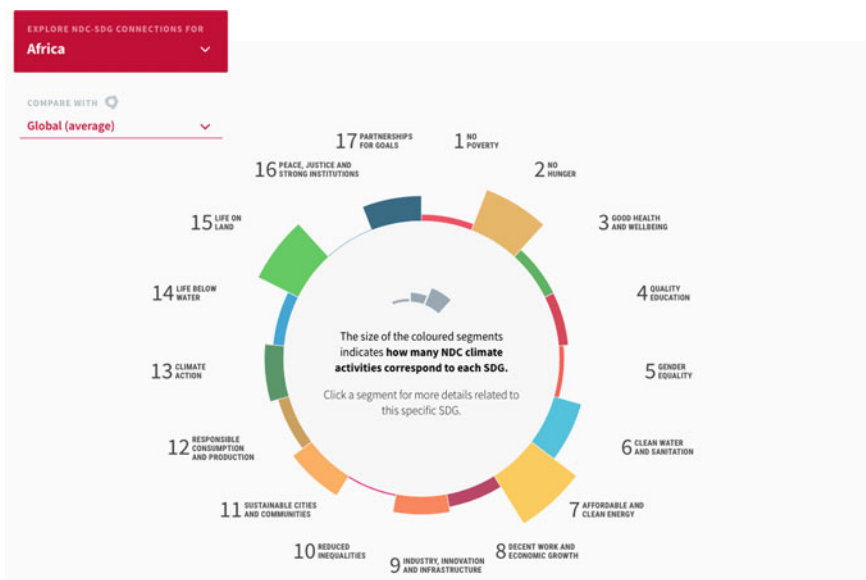 EXPLORE NDC-SDG CONNECTIONS FOR
Africa
COMPARE WITH
Global (average)
17 PARTNERSHIPS
FOR GOALS
1 NO
POVERTY
16 PEACE, JUSTICE AND
STRONG INSTITUTIONS
2 NO
HUNGER
15 LIFE ON
LAND
3 GOOD HEALTH
AND WELLBEING
14 LIFE BELOW
WATER
4 QUALITY
EDUCATION
The size of the coloured segments
indicates how many NDC climate
activities correspond to each SDG.
Click a segment for more details related to
this specific SDG.
13 CLIMATE
ACTION
5 GENDER
EQUALITY
12 RESPONSIBLE
CONSUMPTION
AND PRODUCTION
6 CLEAN WATER
AND SANITATION
11 SUSTAINABLE CITIES
AND COMMUNITIES
7 AFFORDABLE AND
CLEAN ENERGY
10 REDUCED
INEQUALITIES
9 INDUSTRY, INNOVATION
AND INFRASTRUCTURE
8 DECENT WORK AND
ECONOMIC GROWTH